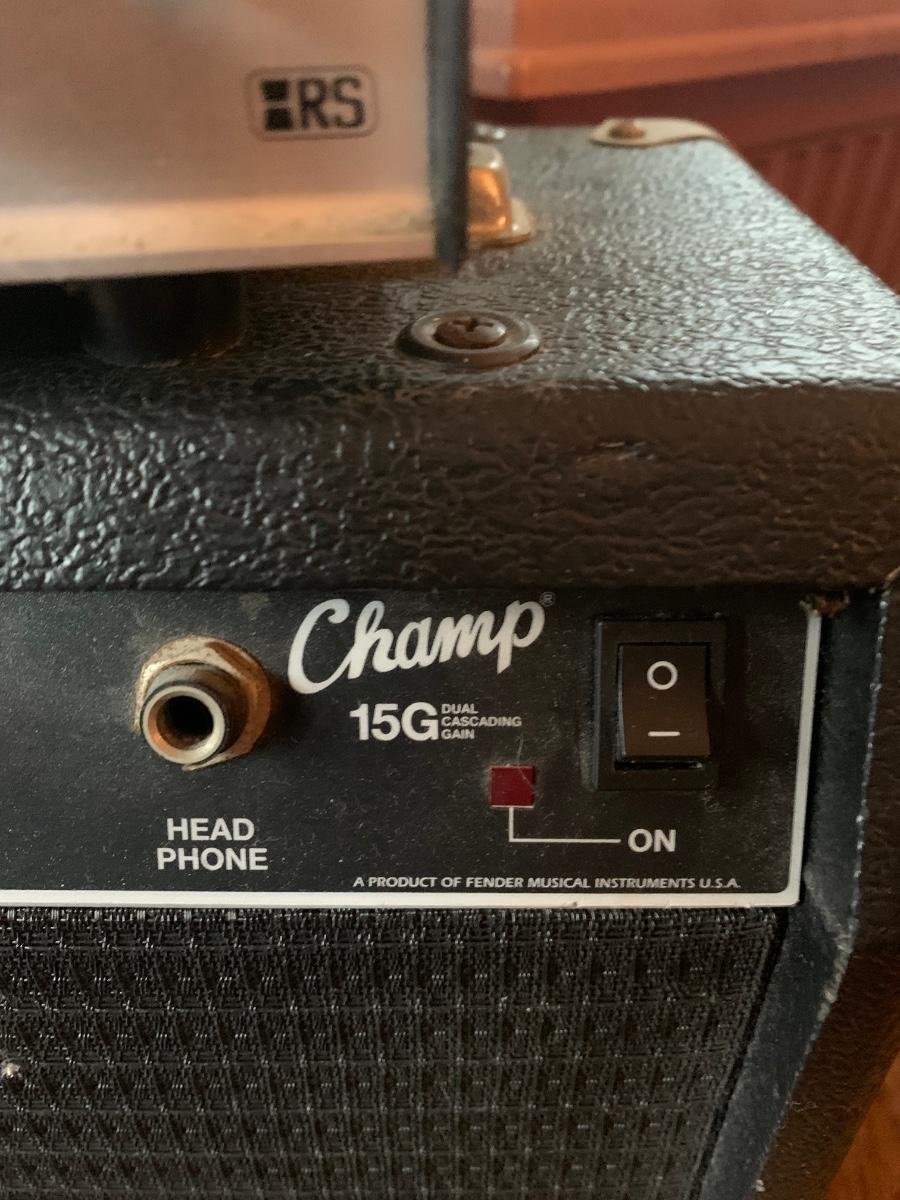 RS
Champ®
15G DUAL
CASCADING
GAIN
O
—
HEAD
PHONE
ON
A PRODUCT OF FENDER MUSICAL INSTRUMENTS U.S.A.